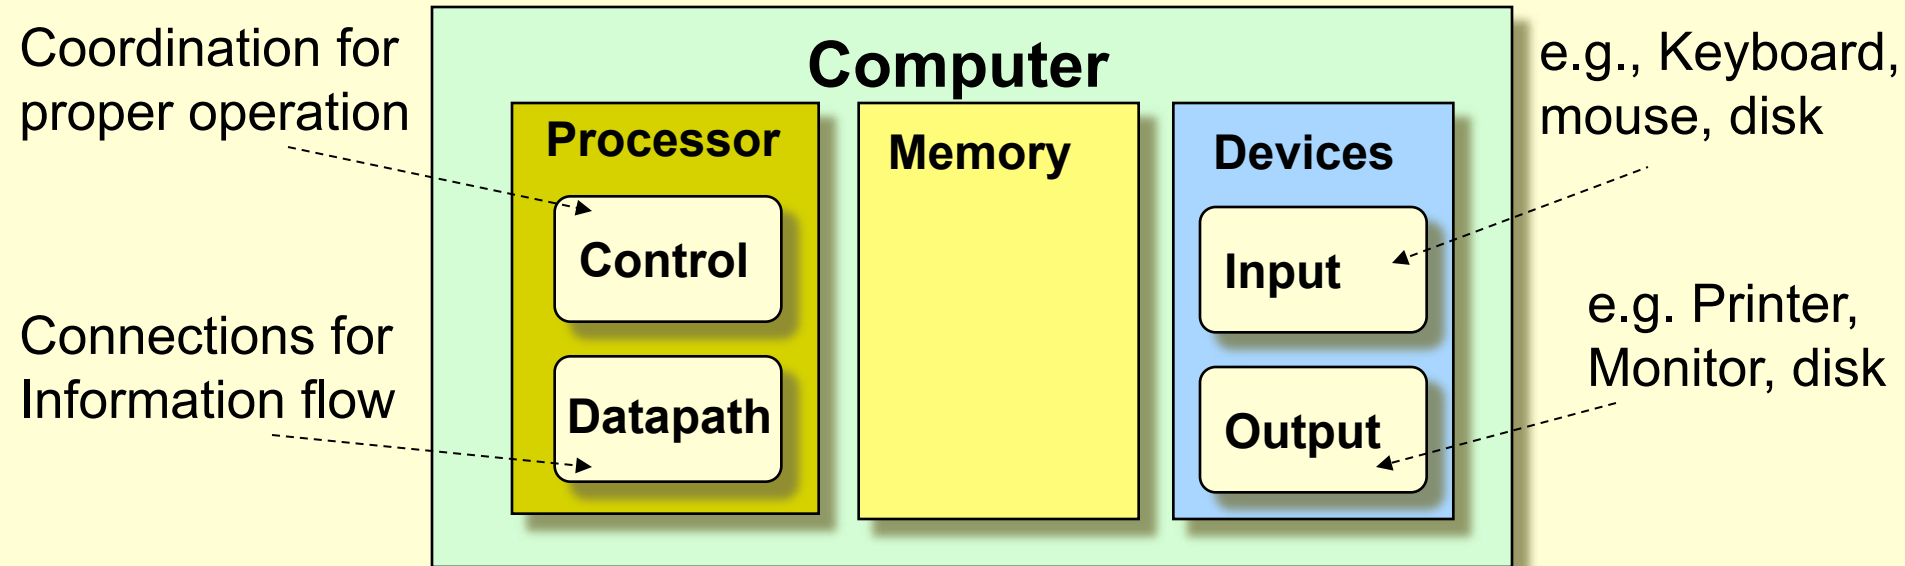 Coordination for
proper operation
Connections for
Information flow
Computer
Processor
Control
Datapath
Memory
Devices
Input
Output
e.g., Keyboard,
mouse, disk
e.g. Printer,
Monitor, disk